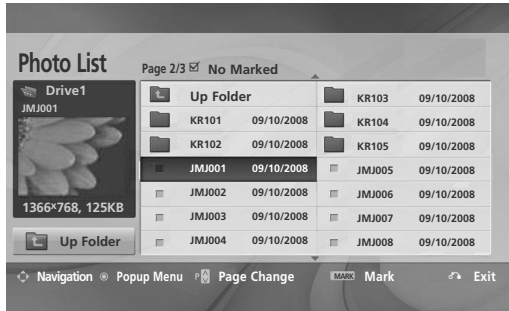 Photo List
Page 2/3 No Marked
Drive1
JMJ001
1366×768, 125KB
Up Folder
Up Folder
KR101 09/10/2008
KR102 09/10/2008
JMJ001 09/10/2008
JMJ002 09/10/2008
JMJ003 09/10/2008
JMJ004 09/10/2008
KR103 09/10/2008
KR104 09/10/2008
KR105 09/10/2008
JMJ005 09/10/2008
JMJ006 09/10/2008
JMJ007 09/10/2008
JMJ008 09/10/2008
Navigation Popup Menu P Page Change MARK Mark Exit